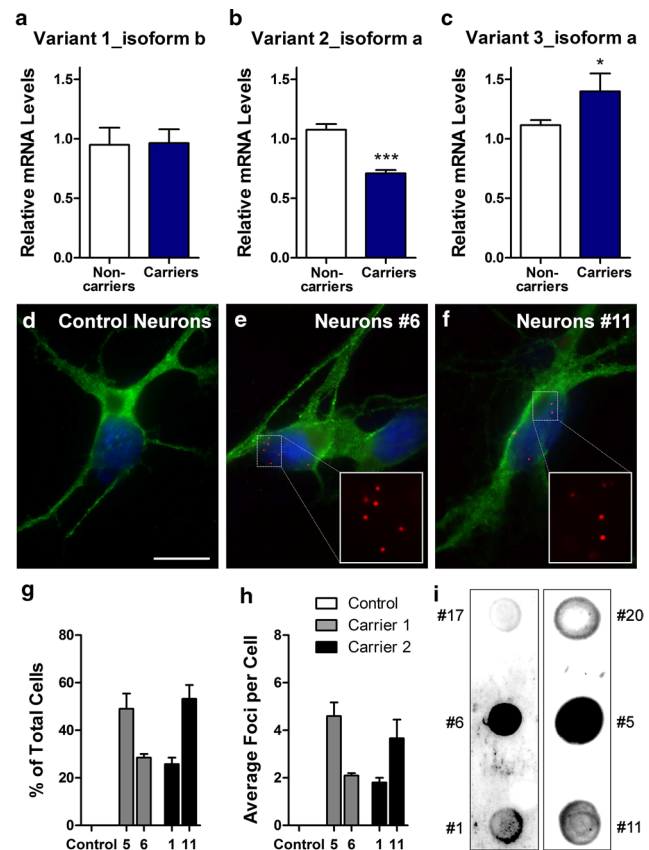 a
Variant 1_isoform b
Relative mRNA Levels
1.5
1.0
0.5
0.0
Non-
carriers
Carriers
b
Variant 2_isoform a
Relative mRNA Levels
1.5
1.0
0.5
0.0
***
Non-
carriers
Carriers
c
Variant 3_isoform a
Relative mRNA Levels
1.5
1.0
0.5
0.0
*
Non-
carriers
Carriers
d
Control Neurons
e
Neurons #6
f
Neurons #11
g
% of Total Cells
80
60
40
20
0
Control 5 6 1 11
h
Average Foci per Cell
8
6
4
2
0
Control 5 6 1 11
Control
Carrier 1
Carrier 2
i
#17
#6
#1
#20
#5
#11